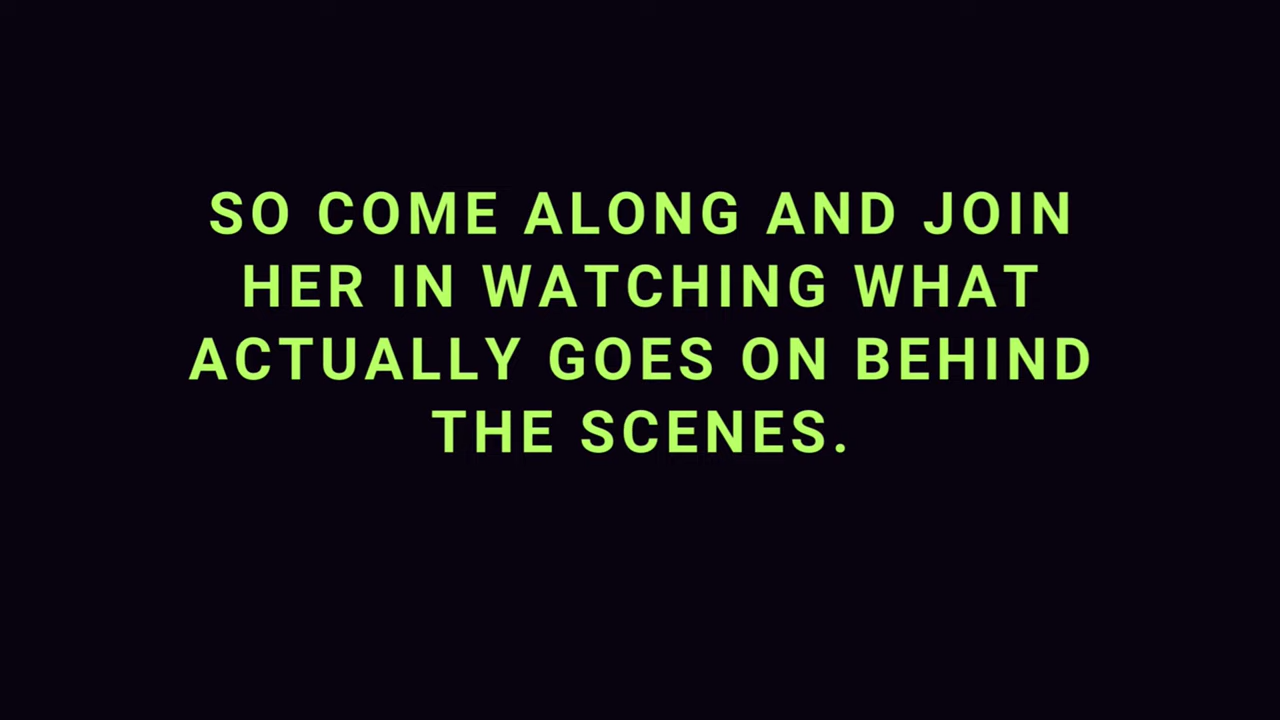 SO COME ALONG AND JOIN
HER IN WATCHING WHAT
ACTUALLY GOES ON BEHIND
THE SCENES.